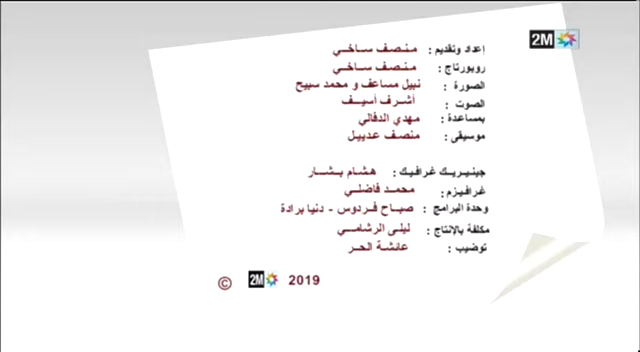 2M
إعداد وتقديم : منصف ساخي
روبورتاج : منصف ساخي
الصورة : نبيل مساعف و محمد سبيح
الصوت : أشرف أسيف
بمساعدة : مهدي الدفالي
موسيقى : منصف عديل
جينيريك غرافيك : هشام بشار
غرافيزم : محمد فاضلي
وحدة البرامج : صباح فردوس - دنيا برادة
مكلفة بالإنتاج : ليلى الرشامي
توضيب : عائشة الحر
© 2M 2019